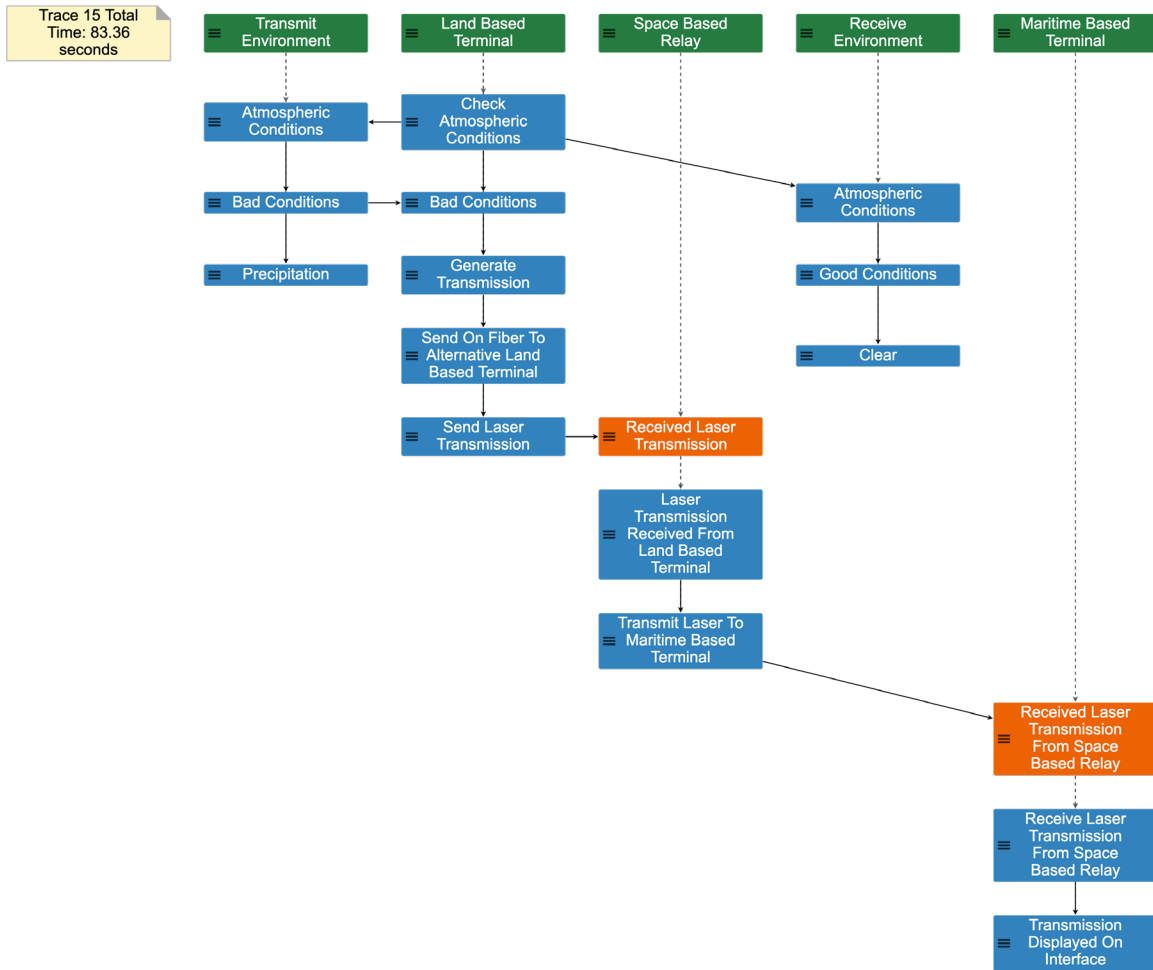 Trace 15 Total
Time: 83.36
seconds
Transmit
Environment
Land Based
Terminal
Space Based
Relay
Receive
Environment
Maritime Based
Terminal
Atmospheric
Conditions
Check
Atmospheric
Conditions
Bad Conditions
Bad Conditions
Atmospheric
Conditions
Precipitation
Generate
Transmission
Good Conditions
Send On Fiber To
Alternative Land
Based Terminal
Clear
Send Laser
Transmission
Received Laser
Transmission
Laser
Transmission
Received From
Land Based
Terminal
Transmit Laser To
Maritime Based
Terminal
Received Laser
Transmission
From Space
Based Relay
Receive Laser
Transmission
From Space
Based Relay
Transmission
Displayed On
Interface